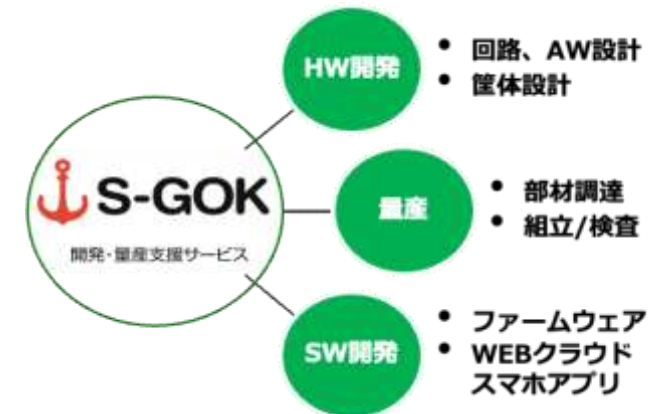 HW開発
• 回路、AW設計
• 筐体設計
S-GOK
開発・量産支援サービス
量産
• 部材調達
• 組立/検査
SW開発
• ファームウェア
• WEBクラウド
スマホアプリ